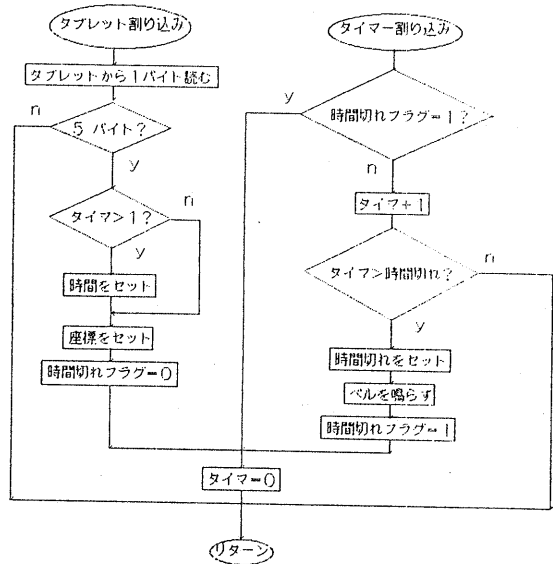 タブレット割り込み
タブレットから1バイト読む
n
5 バイト?
y
タイマ>1?
n
y
時間をセット
座標をセット
時間切れフラグ=0
タイマー割り込み
y
時間切れフラグ=1?
n
タイマ+1
タイマ>時間切れ?
n
y
時間切れをセット
ベルを鳴らす
時間切れフラグ=1
タイマ=0
リターン